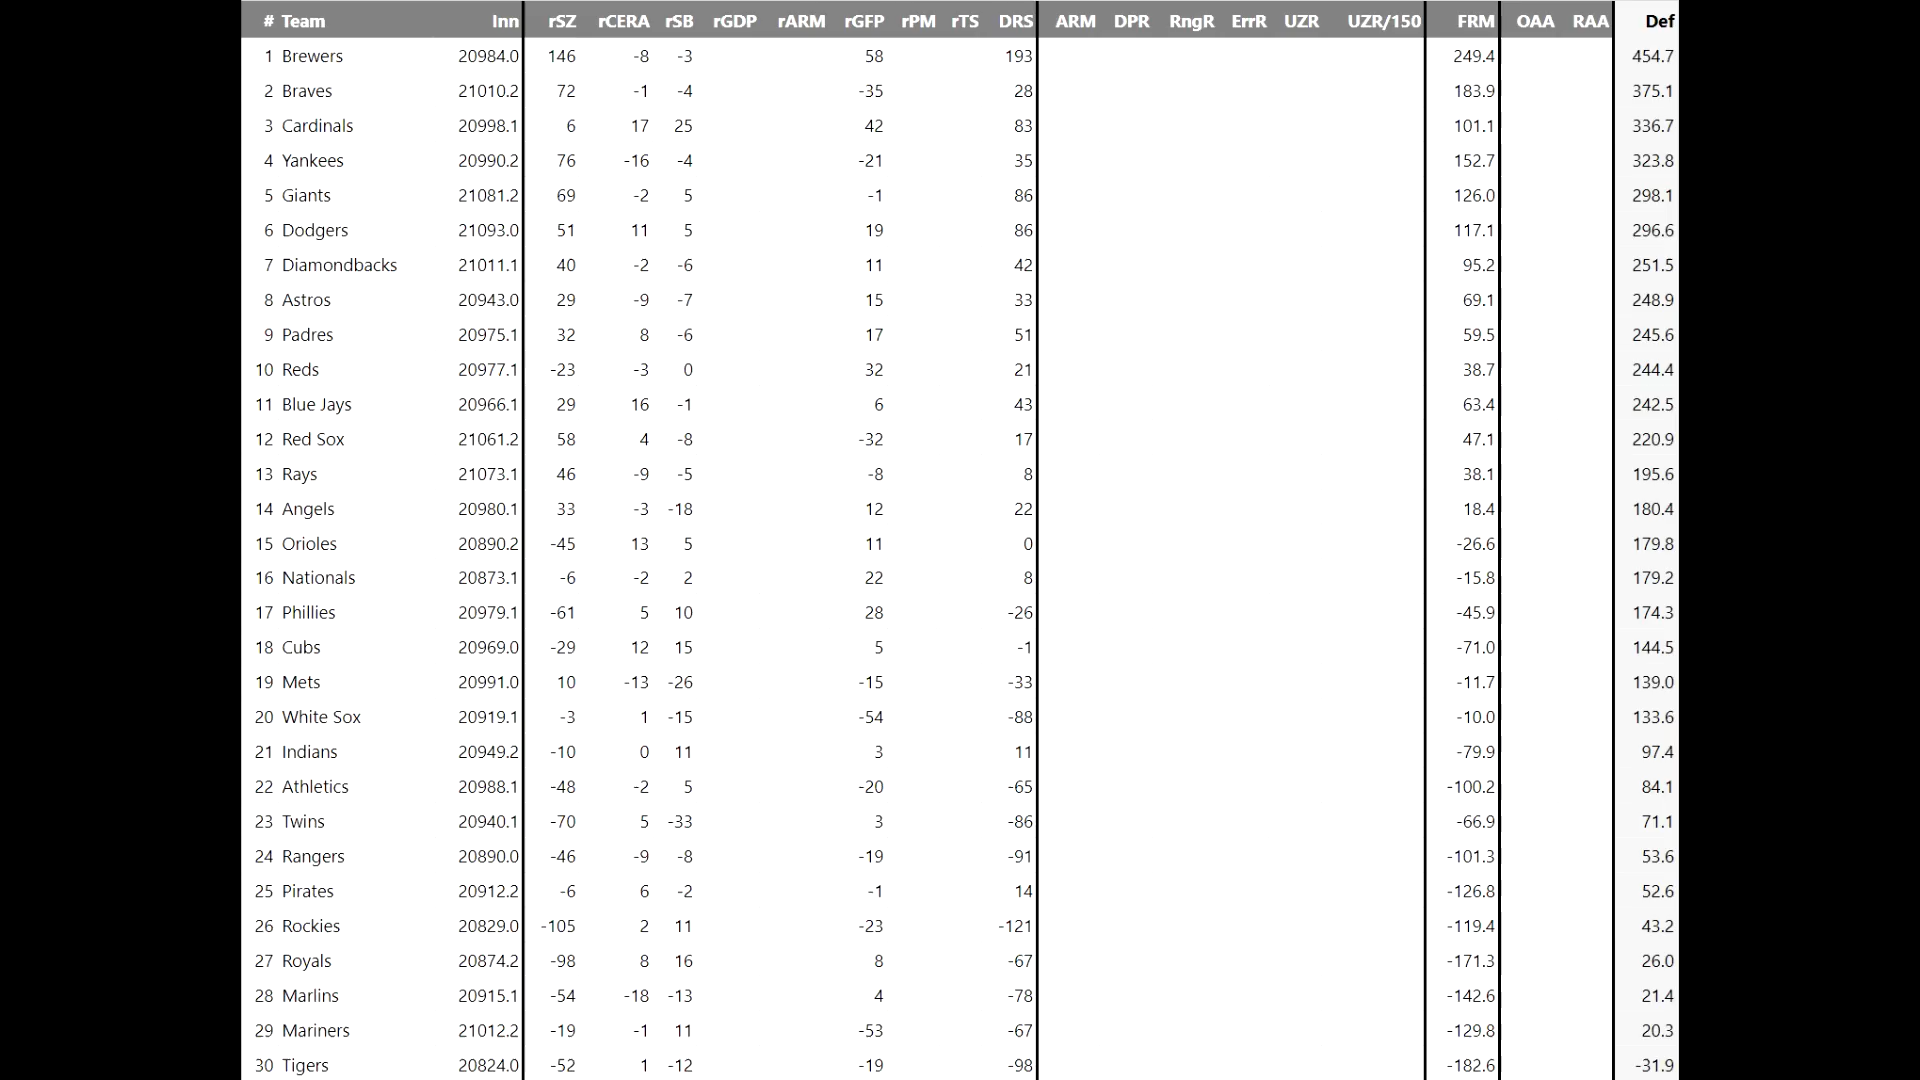 # Team Inn rSZ rCERA rSB rGDP rARM rGFP rPM rTS DRS ARM DPR RngR ErrR UZR UZR/150 FRM OAA RAA Def
1 Brewers 20984.0 146 -8 -3 58 193 249.4 454.7
2 Braves 21010.2 72 -1 -4 -35 28 183.9 375.1
3 Cardinals 20998.1 6 17 25 42 83 101.1 336.7
4 Yankees 20990.2 76 -16 -4 -21 35 152.7 323.8
5 Giants 21081.2 69 -2 5 -1 86 126.0 298.1
6 Dodgers 21093.0 51 11 5 19 86 117.1 296.6
7 Diamondbacks 21011.1 40 -2 -6 11 42 95.2 251.5
8 Astros 20943.0 29 -9 -7 15 33 69.1 248.9
9 Padres 20975.1 32 8 -6 17 51 59.5 245.6
10 Reds 20977.1 -23 -3 0 32 21 38.7 244.4
11 Blue Jays 20966.1 29 16 -1 6 43 63.4 242.5
12 Red Sox 21061.2 58 4 -8 -32 17 47.1 220.9
13 Rays 21073.1 46 -9 -5 -8 8 38.1 195.6
14 Angels 20980.1 33 -3 -18 12 22 18.4 180.4
15 Orioles 20890.2 -45 13 5 11 0 -26.6 179.8
16 Nationals 20873.1 -6 -2 2 22 8 -15.8 179.2
17 Phillies 20979.1 -61 5 10 28 -26 -45.9 174.3
18 Cubs 20969.0 -29 12 15 5 -1 -71.0 144.5
19 Mets 20991.0 10 -13 -26 -15 -33 -11.7 139.0
20 White Sox 20919.1 -3 1 -15 -54 -88 -10.0 133.6
21 Indians 20949.2 -10 0 11 3 11 -79.9 97.4
22 Athletics 20988.1 -48 -2 5 -20 -65 -100.2 84.1
23 Twins 20940.1 -70 5 -33 3 -86 -66.9 71.1
24 Rangers 20890.0 -46 -9 -8 -19 -91 -101.3 53.6
25 Pirates 20912.2 -6 6 -2 -1 14 -126.8 52.6
26 Rockies 20829.0 -105 2 11 -23 -121 -119.4 43.2
27 Royals 20874.2 -98 8 16 8 -67 -171.3 26.0
28 Marlins 20915.1 -54 -18 -13 4 -78 -142.6 21.4
29 Mariners 21012.2 -19 -1 11 -53 -67 -129.8 20.3
30 Tigers 20824.0 -52 1 -12 -19 -98 -182.6 -31.9